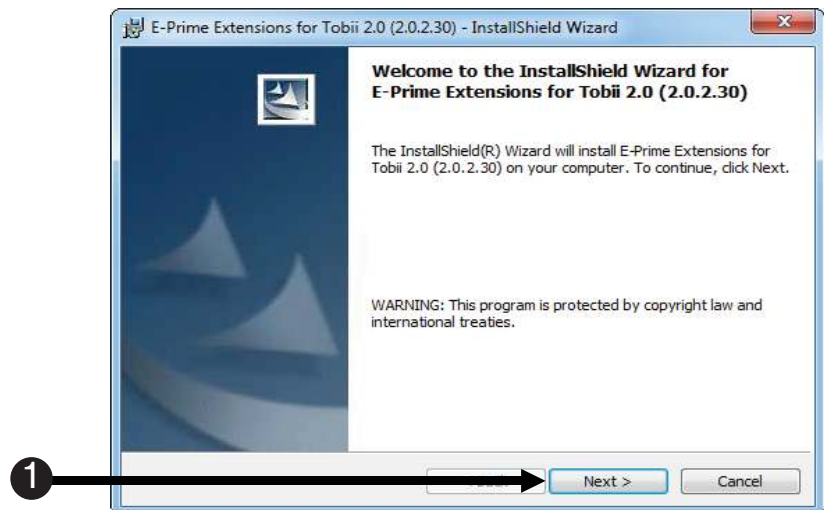 E-Prime Extensions for Tobii 2.0 (2.0.2.30) - InstallShield Wizard
Welcome to the InstallShield Wizard for
E-Prime Extensions for Tobii 2.0 (2.0.2.30)
The InstallShield(R) Wizard will install E-Prime Extensions for
Tobii 2.0 (2.0.2.30) on your computer. To continue, click Next.
WARNING: This program is protected by copyright law and
international treaties.
1
Next >
Cancel